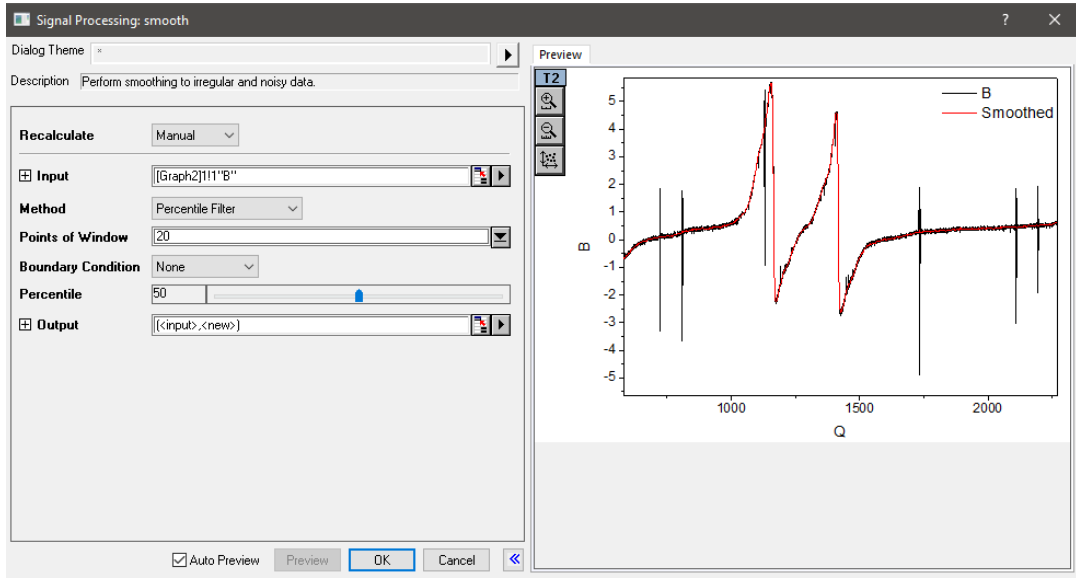 Signal Processing: smooth
Dialog Theme *
Description Perform smoothing to irregular and noisy data.
Recalculate Manual
Input [Graph2]1!1"B"
Method Percentile Filter
Points of Window 20
Boundary Condition None
Percentile 50
Output (<input>,<new>)
Auto Preview Preview OK Cancel
Preview
T2
B
Smoothed
5
4
3
2
1
0
-1
-2
-3
-4
-5
B
1000 1500 2000
Q